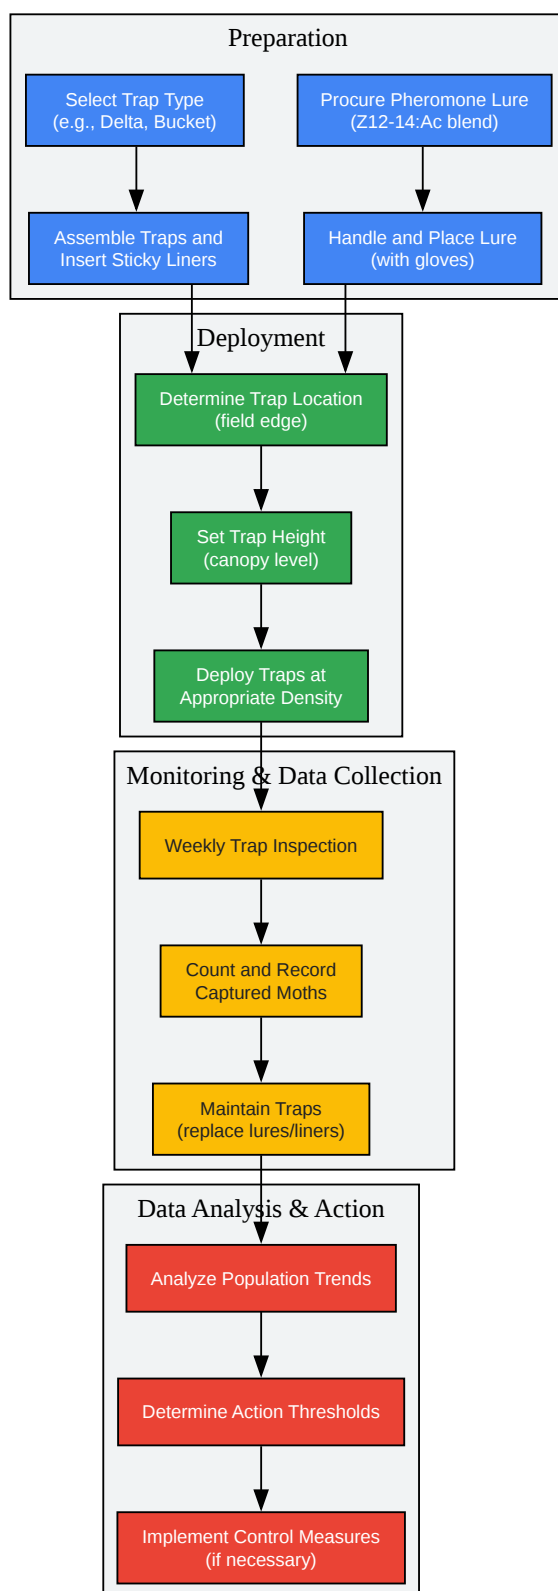 Preparation
Select Trap Type
(e.g., Delta, Bucket)
Procure Pheromone Lure
(Z12-14:Ac blend)
Assemble Traps and
Insert Sticky Liners
Handle and Place Lure
(with gloves)
Deployment
Determine Trap Location
(field edge)
Set Trap Height
(canopy level)
Deploy Traps at
Appropriate Density
Monitoring & Data Collection
Weekly Trap Inspection
Count and Record
Captured Moths
Maintain Traps
(replace lures/liners)
Data Analysis & Action
Analyze Population Trends
Determine Action Thresholds
Implement Control Measures
(if necessary)